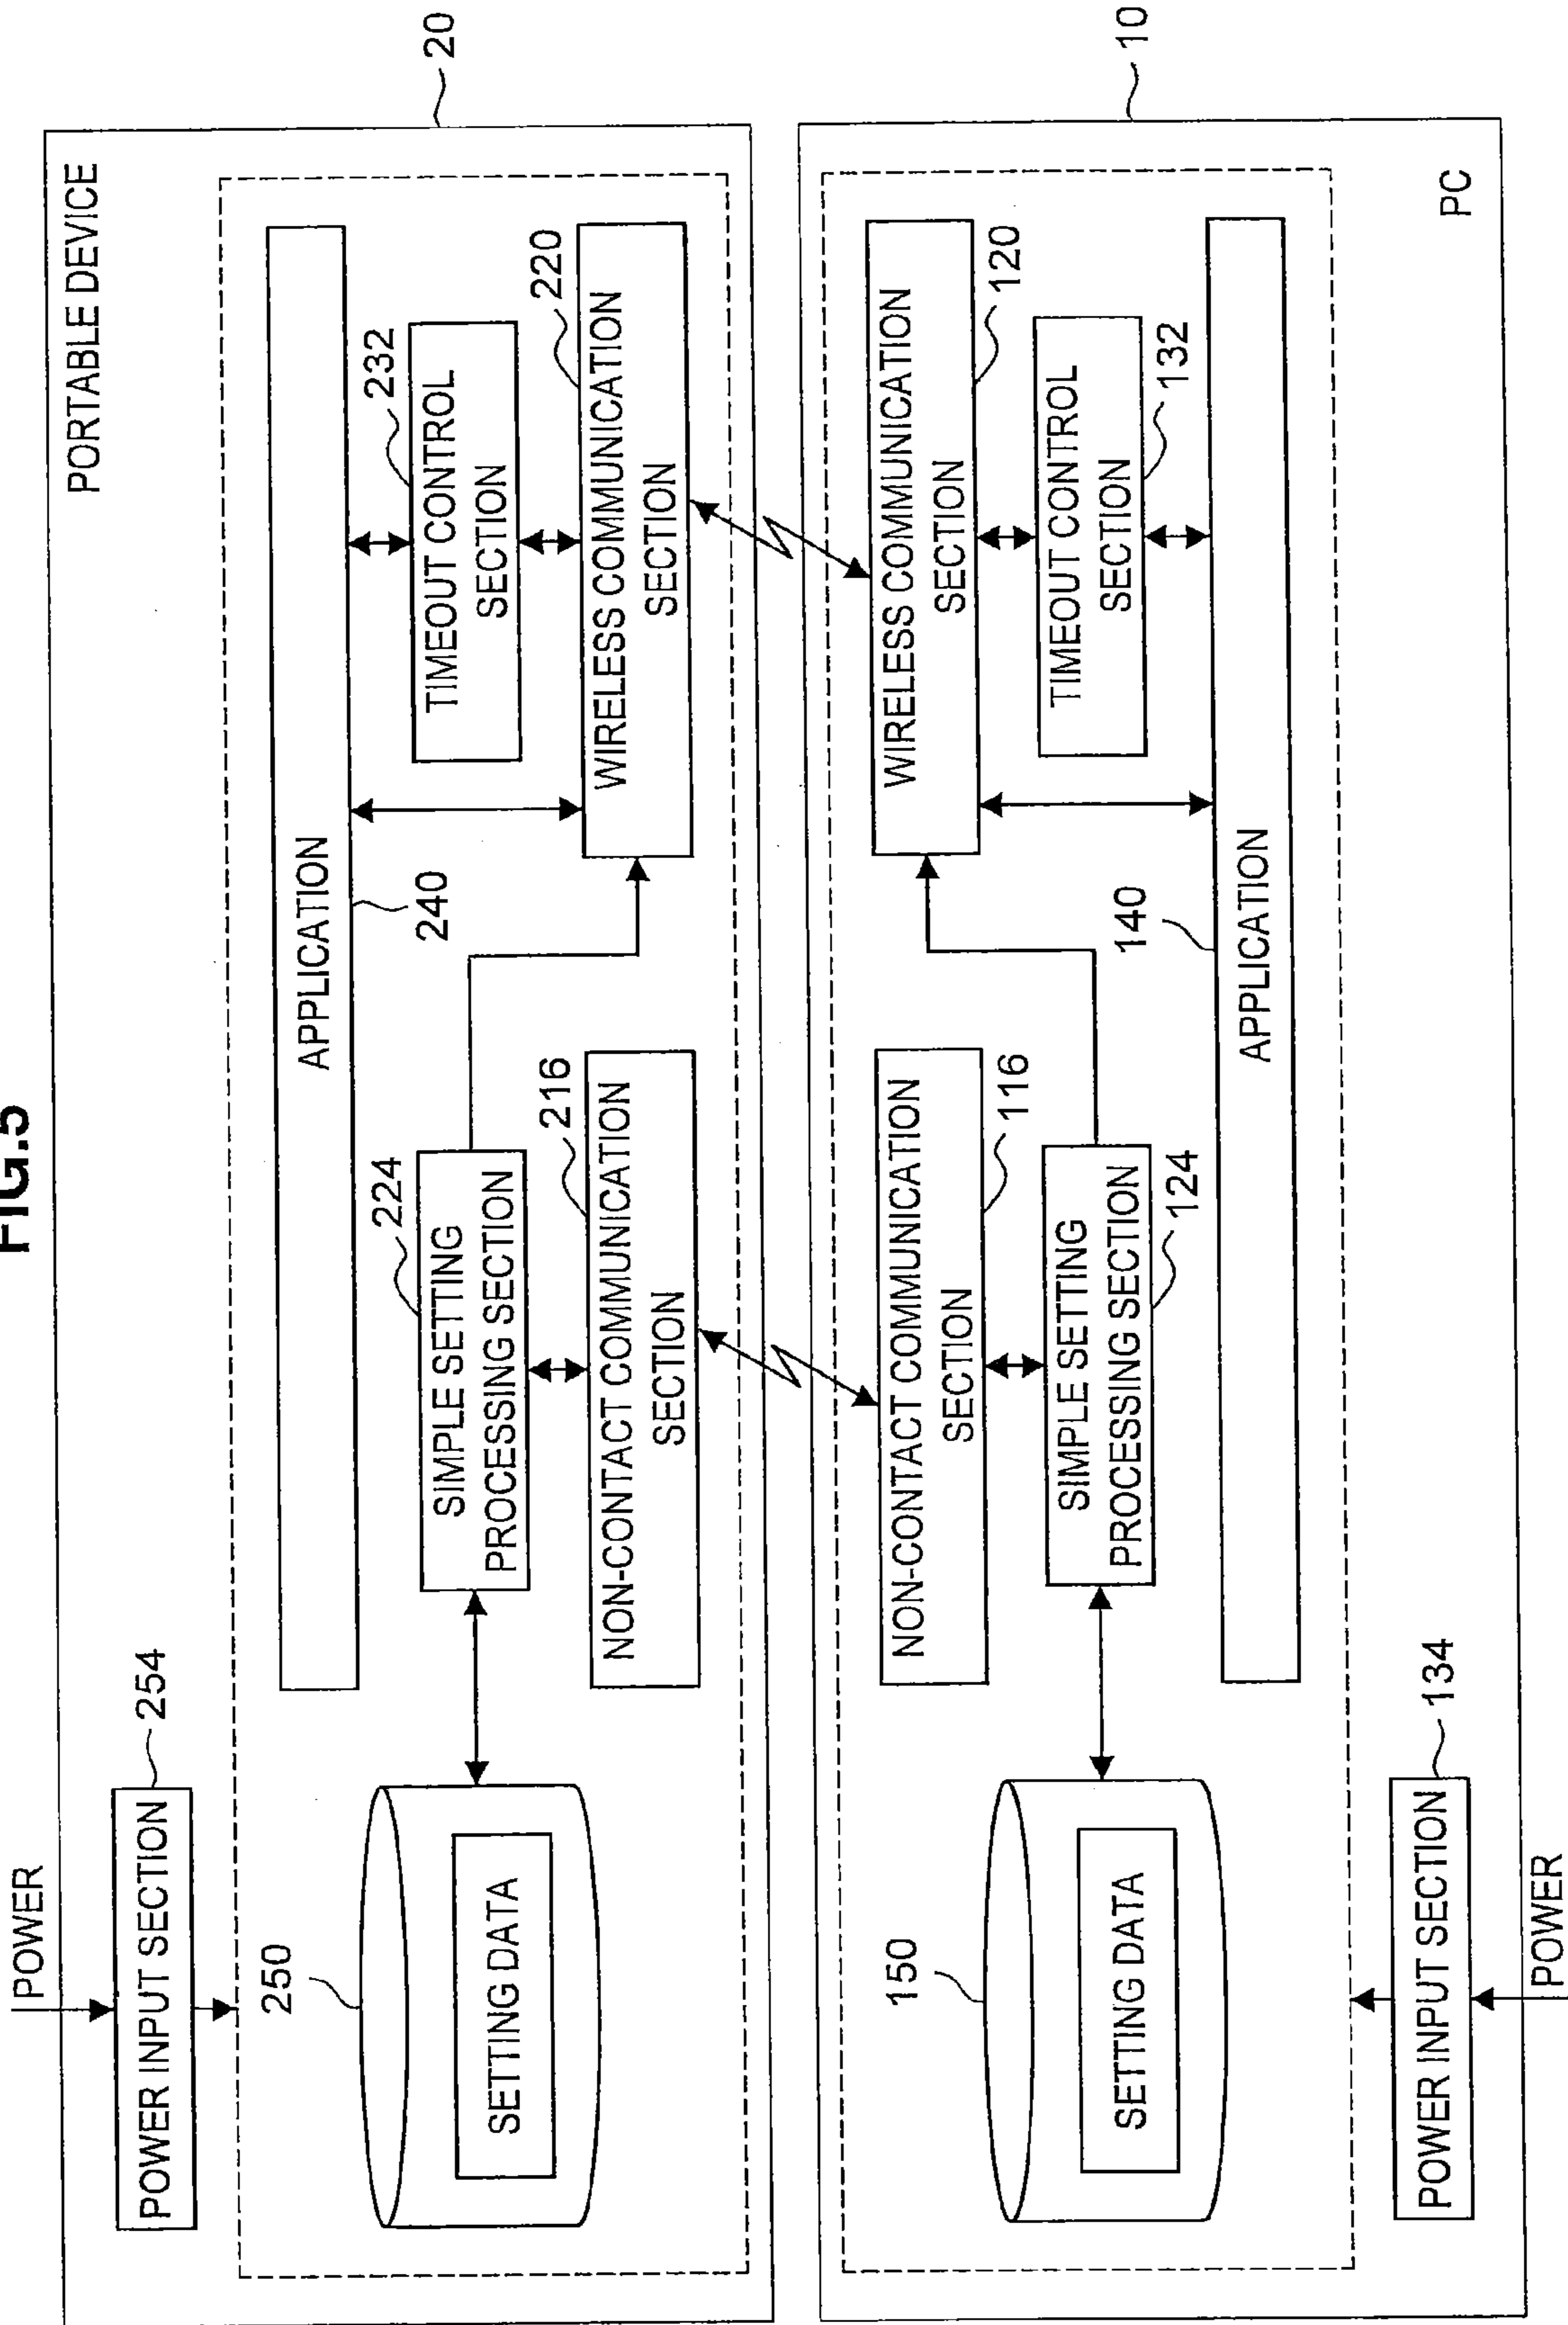 FIG.5
POWER
254
POWER INPUT SECTION
PORTABLE DEVICE
20
APPLICATION
240
250
SETTING DATA
224
SIMPLE SETTING
PROCESSING SECTION
216
NON-CONTACT COMMUNICATION
SECTION
232
TIMEOUT CONTROL
SECTION
220
WIRELESS COMMUNICATION
SECTION
10
NON-CONTACT COMMUNICATION
SECTION
116
WIRELESS COMMUNICATION
SECTION
120
150
SETTING DATA
SIMPLE SETTING
PROCESSING SECTION
124
TIMEOUT CONTROL
SECTION
132
140
APPLICATION
134
POWER INPUT SECTION
PC
POWER